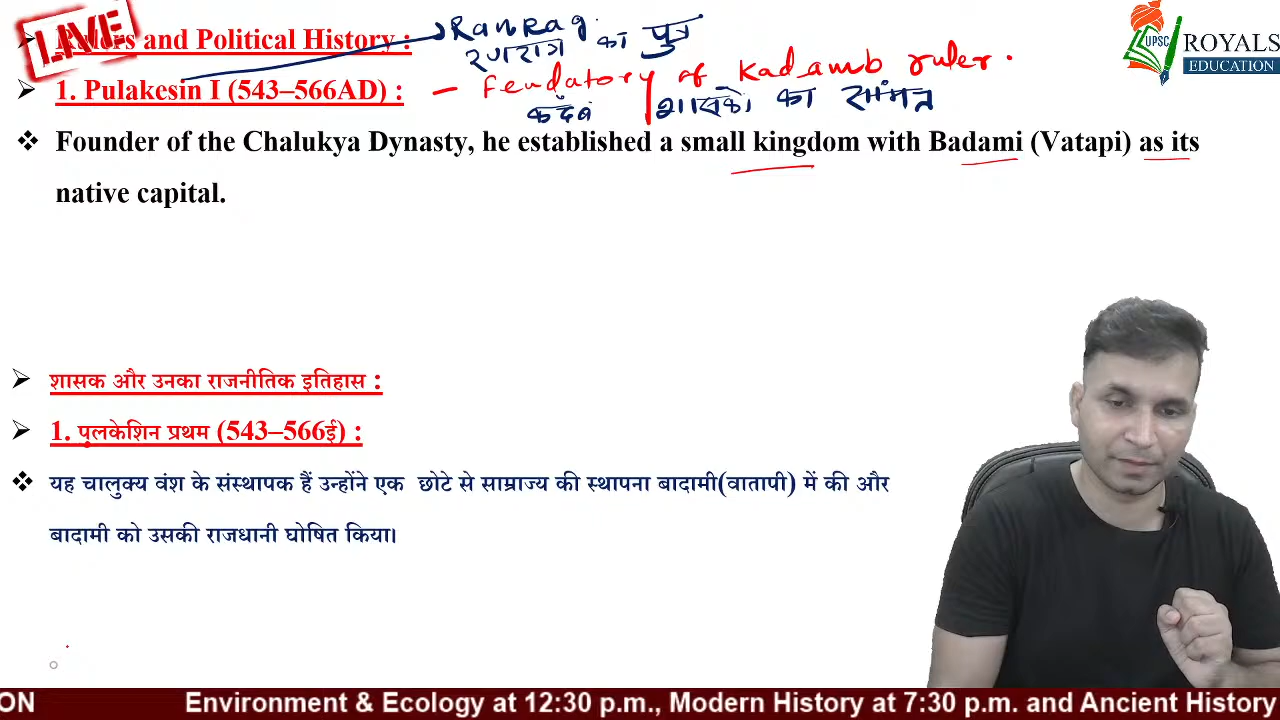 LIVE
Rulers and Political History :
RanRag
रणराग का पुत्र
1. Pulakesin I (543–566AD) :
– Feudatory of Kadamb ruler.
कदंब शासकों का सांमत
Founder of the Chalukya Dynasty, he established a small kingdom with Badami (Vatapi) as its
native capital.
शासक और उनका राजनीतिक इतिहास :
1. पुलकेशिन प्रथम (543–566ई) :
यह चालुक्य वंश के संस्थापक हैं उन्होंने एक छोटे से साम्राज्य की स्थापना बादामी(वातापी) में की और
बादामी को उसकी राजधानी घोषित किया।
UPSC
ROYALS
EDUCATION
ON Environment & Ecology at 12:30 p.m., Modern History at 7:30 p.m. and Ancient History